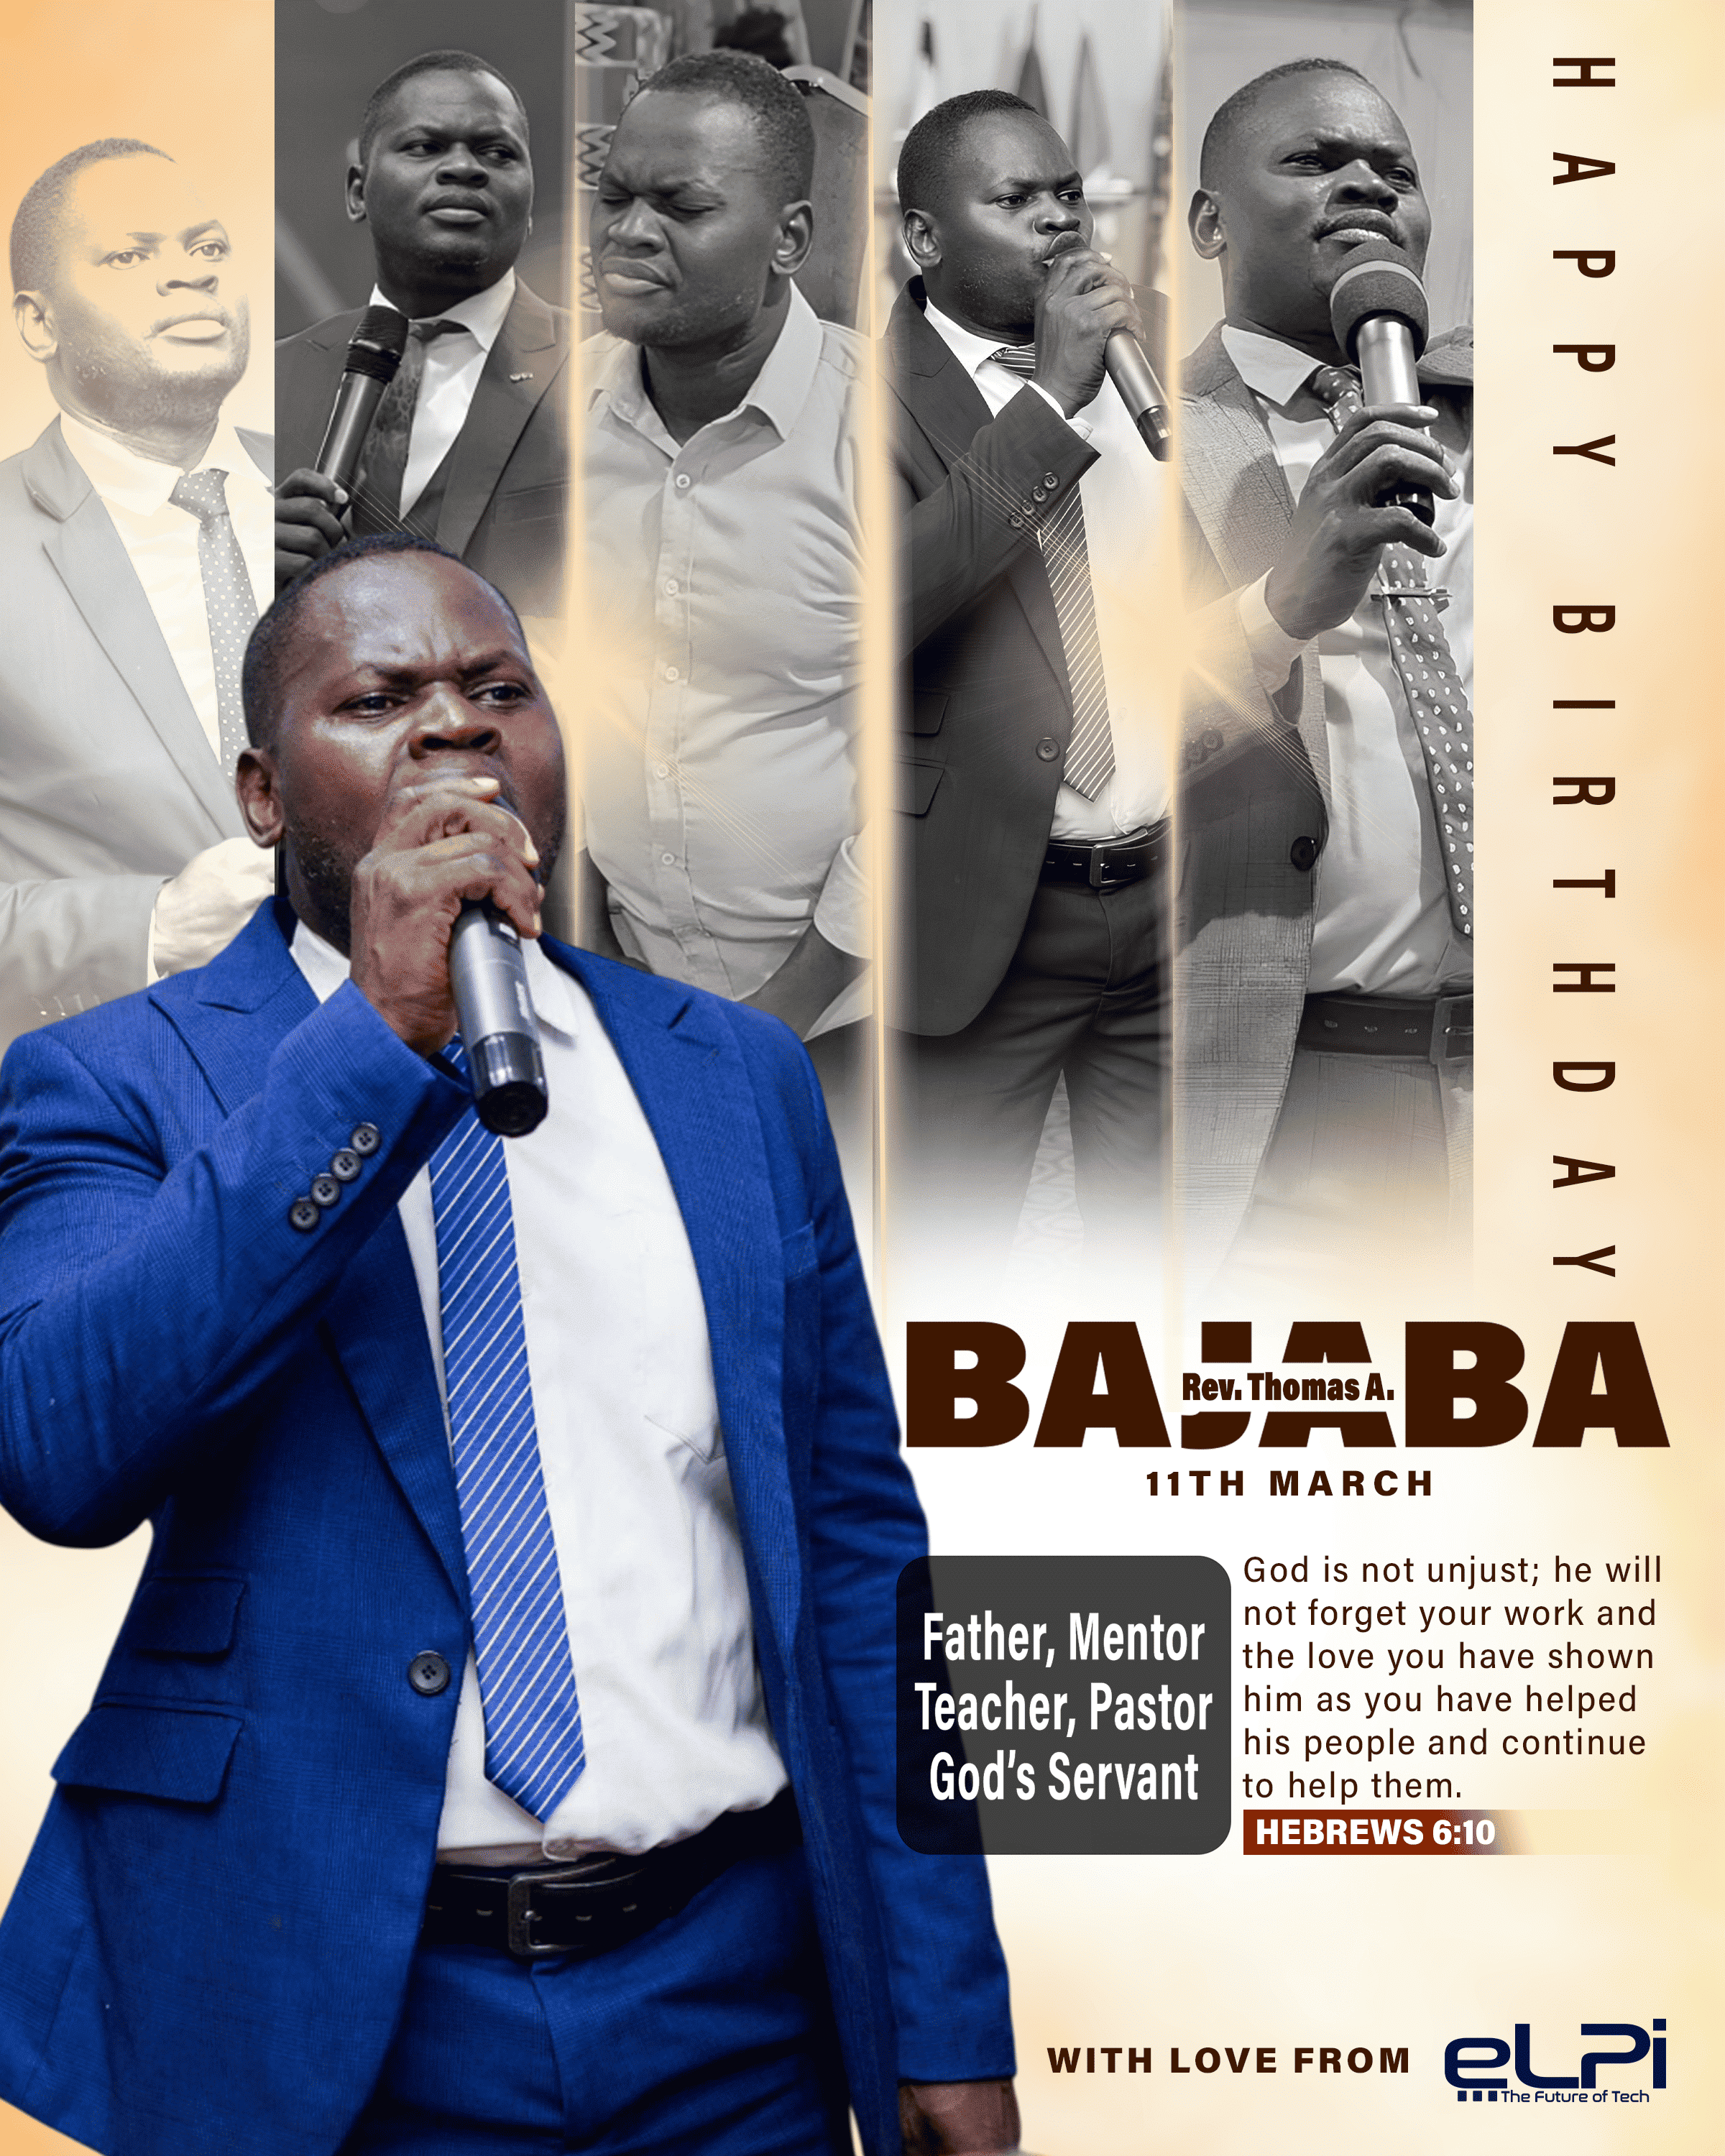 HAPPY BIRTHDAY
BAJABA
Rev. Thomas A.
11TH MARCH
Father, Mentor
Teacher, Pastor
God's Servant
God is not unjust; he will
not forget your work and
the love you have shown
him as you have helped
his people and continue
to help them.
HEBREWS 6:10
WITH LOVE FROM
eLPi
The Future of Tech